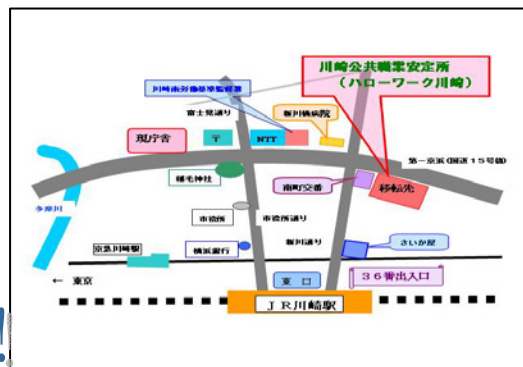 川崎公共職業安定所
（ハローワーク川崎）
川崎南労働基準監督署
新川橋病院
富士見通り
現庁舎
〒
NTT
第一京浜(国道15号線)
稲毛神社
南町交番
移転先
多摩川
市役所
市役所通り
京急川崎駅
横浜銀行
新川通り
さいか屋
← 東京
東 口
36番出入口
ＪＲ川崎駅